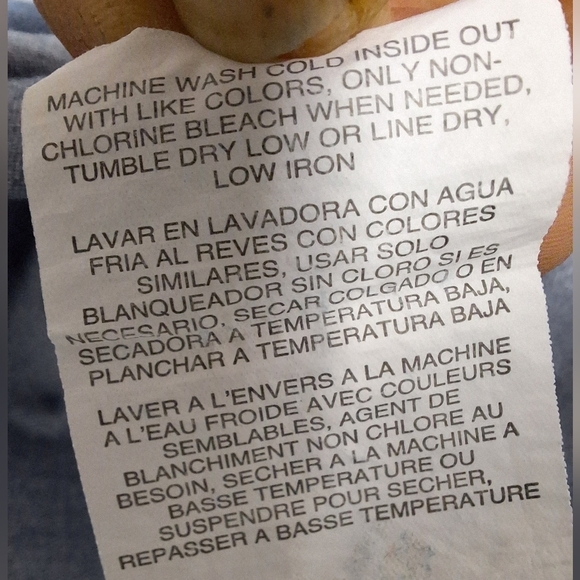 MACHINE WASH COLD INSIDE OUT
WITH LIKE COLORS, ONLY NON-
CHLORINE BLEACH WHEN NEEDED,
TUMBLE DRY LOW OR LINE DRY,
LOW IRON
LAVAR EN LAVADORA CON AGUA
FRIA AL REVES CON COLORES
SIMILARES, USAR SOLO
BLANQUEADOR SIN CLORO SI ES
NECESARIO, SECAR COLGADO O EN
SECADORA A TEMPERATURA BAJA,
PLANCHAR A TEMPERATURA BAJA
LAVER A L'ENVERS A LA MACHINE
A L'EAU FROIDE AVEC COULEURS
SEMBLABLES, AGENT DE
BLANCHIMENT NON CHLORE AU
BESOIN, SECHER A LA MACHINE A
BASSE TEMPERATURE OU
SUSPENDRE POUR SECHER,
REPASSER A BASSE TEMPERATURE